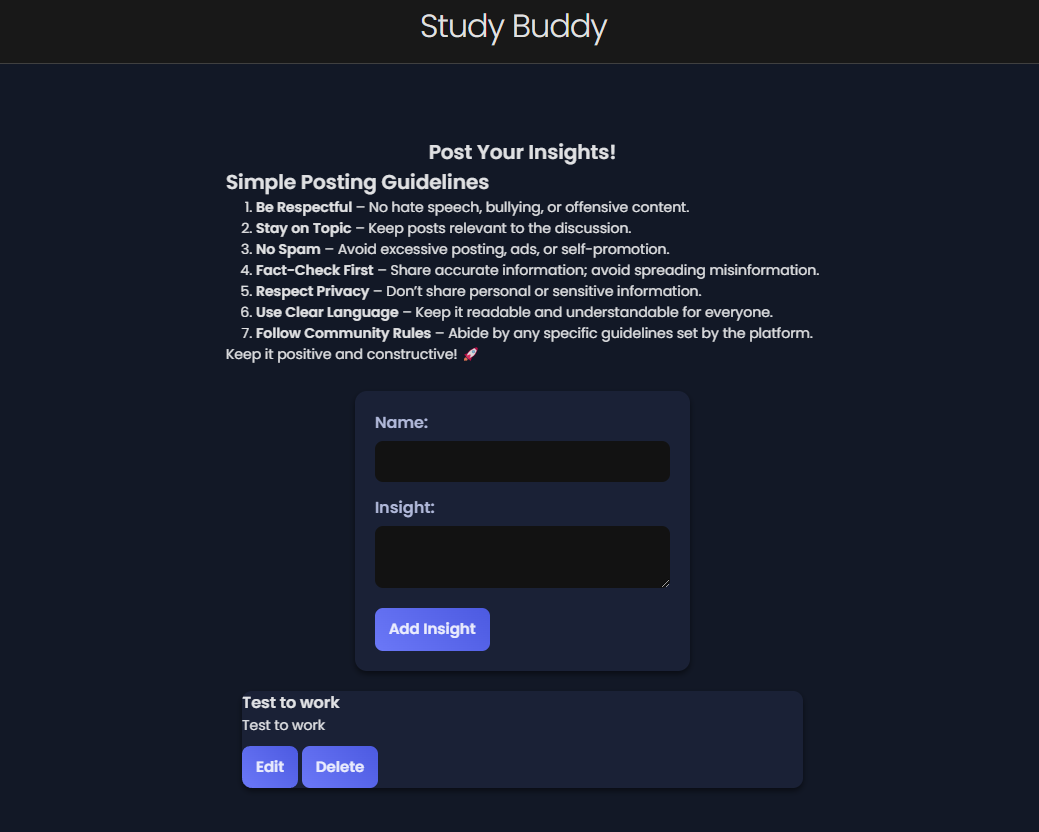 Study Buddy
Post Your Insights!
Simple Posting Guidelines
1. Be Respectful – No hate speech, bullying, or offensive content.
2. Stay on Topic – Keep posts relevant to the discussion.
3. No Spam – Avoid excessive posting, ads, or self-promotion.
4. Fact-Check First – Share accurate information; avoid spreading misinformation.
5. Respect Privacy – Don’t share personal or sensitive information.
6. Use Clear Language – Keep it readable and understandable for everyone.
7. Follow Community Rules – Abide by any specific guidelines set by the platform.
Keep it positive and constructive! 🚀
Name:
Insight:
Add Insight
Test to work
Test to work
Edit Delete